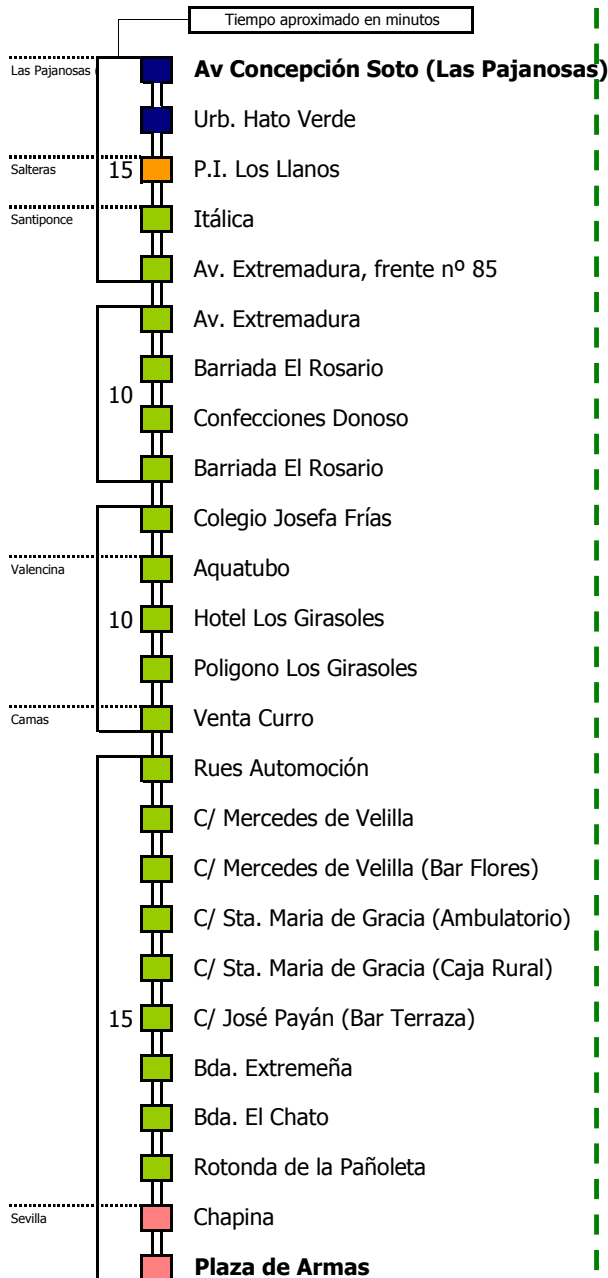 Tiempo aproximado en minutos
Las Pajanosas (
Av Concepción Soto (Las Pajanosas)
Urb. Hato Verde
Salteras
15
P.I. Los Llanos
Santiponce
Itálica
Av. Extremadura, frente nº 85
Av. Extremadura
Barriada El Rosario
10
Confecciones Donoso
Barriada El Rosario
Colegio Josefa Frías
Valencina
Aquatubo
10
Hotel Los Girasoles
Poligono Los Girasoles
Camas
Venta Curro
Rues Automoción
C/ Mercedes de Velilla
C/ Mercedes de Velilla (Bar Flores)
C/ Sta. Maria de Gracia (Ambulatorio)
C/ Sta. Maria de Gracia (Caja Rural)
15
C/ José Payán (Bar Terraza)
Bda. Extremeña
Bda. El Chato
Rotonda de la Pañoleta
Sevilla
Chapina
Plaza de Armas